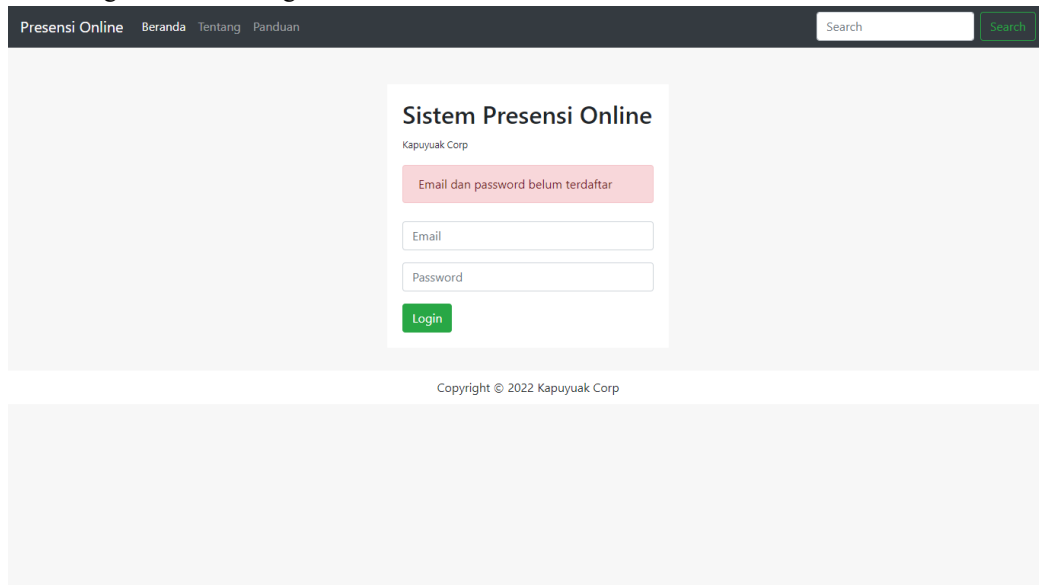 Presensi Online Beranda Tentang Panduan Search Search
Sistem Presensi Online
Kapuyuak Corp
Email dan password belum terdaftar
Email
Password
Login
Copyright © 2022 Kapuyuak Corp